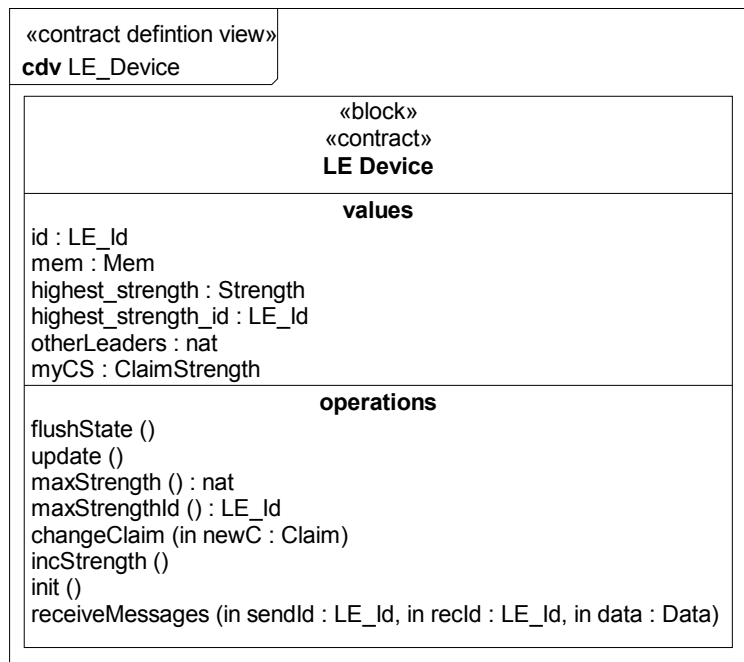 «contract defintion view»
cdv LE_Device
«block»
«contract»
LE Device
values
id : LE_Id
mem : Mem
highest_strength : Strength
highest_strength_id : LE_Id
otherLeaders : nat
myCS : ClaimStrength
operations
flushState ()
update ()
maxStrength () : nat
maxStrengthId () : LE_Id
changeClaim (in newC : Claim)
incStrength ()
init ()
receiveMessages (in sendId : LE_Id, in recId : LE_Id, in data : Data)